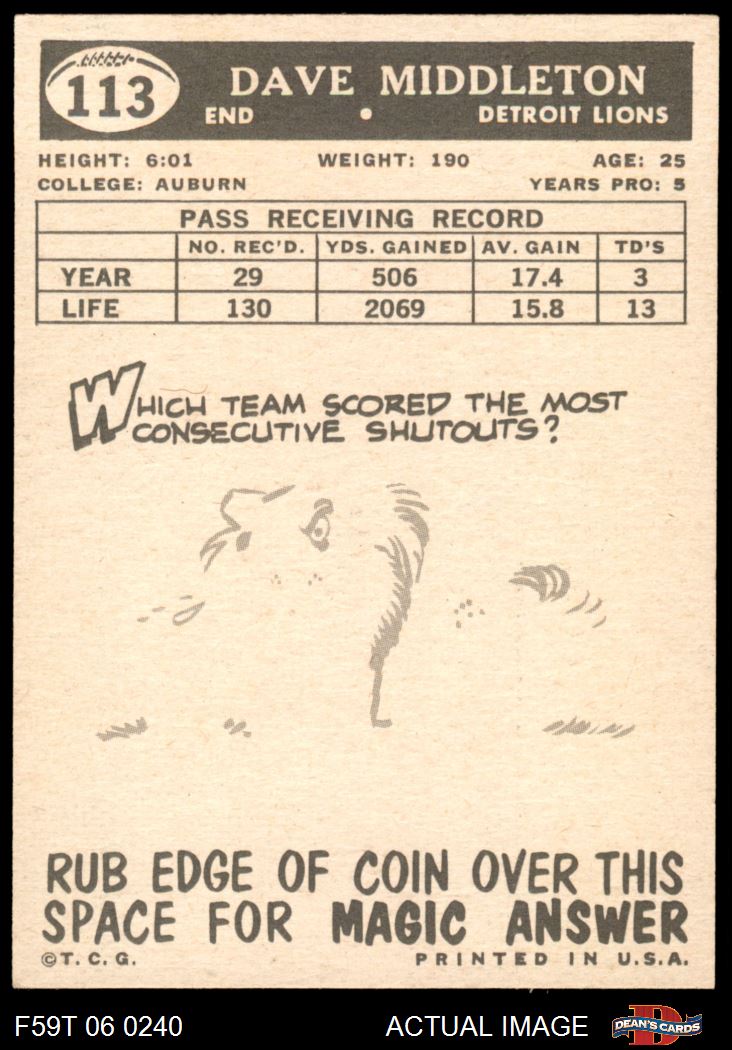 113
DAVE MIDDLETON
END • DETROIT LIONS
HEIGHT: 6:01 WEIGHT: 190 AGE: 25
COLLEGE: AUBURN YEARS PRO: 5
PASS RECEIVING RECORD
NO. REC'D. YDS. GAINED AV. GAIN TD'S
YEAR 29 506 17.4 3
LIFE 130 2069 15.8 13
WHICH TEAM SCORED THE MOST
CONSECUTIVE SHUTOUTS?
RUB EDGE OF COIN OVER THIS
SPACE FOR MAGIC ANSWER
©T.C.G. PRINTED IN U.S.A.
F59T 06 0240 ACTUAL IMAGE DEAN'S CARDS